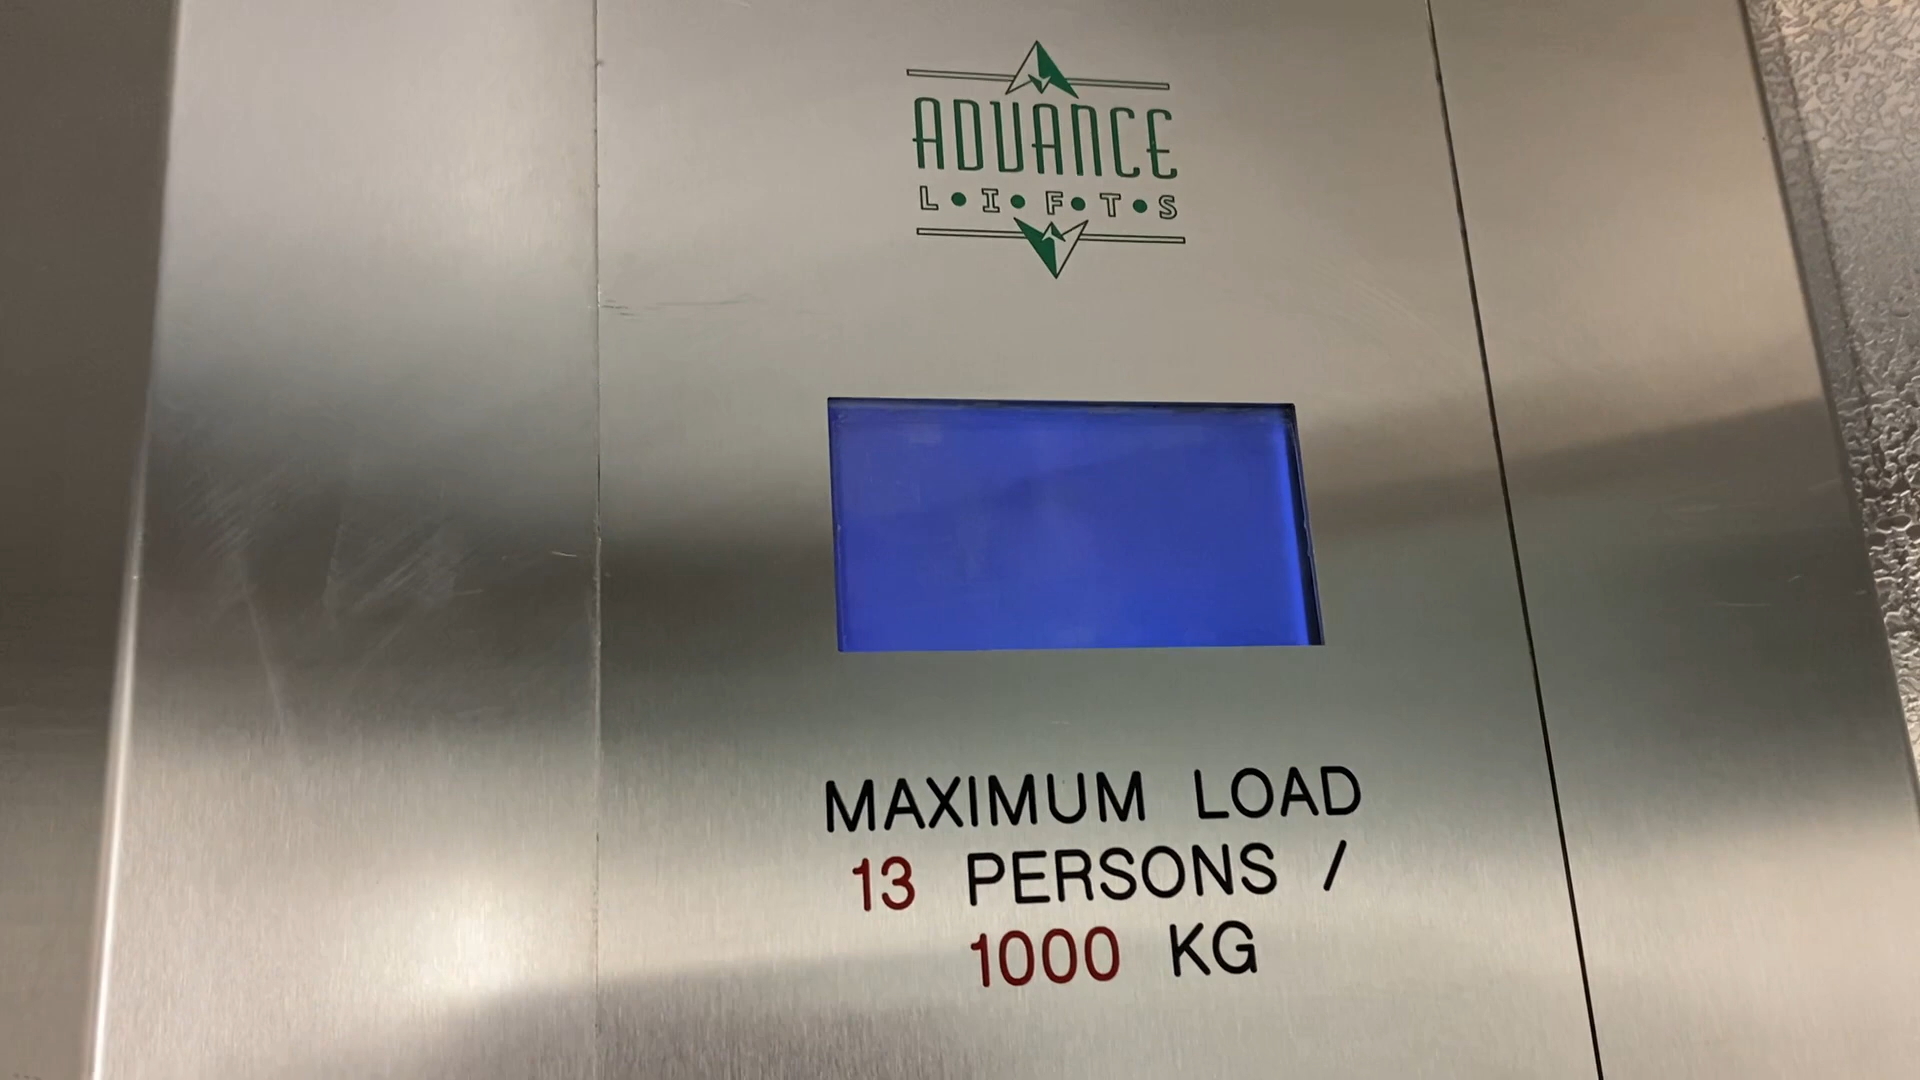 ADVANCE
L•I•F•T•S
MAXIMUM LOAD
13 PERSONS /
1000 KG